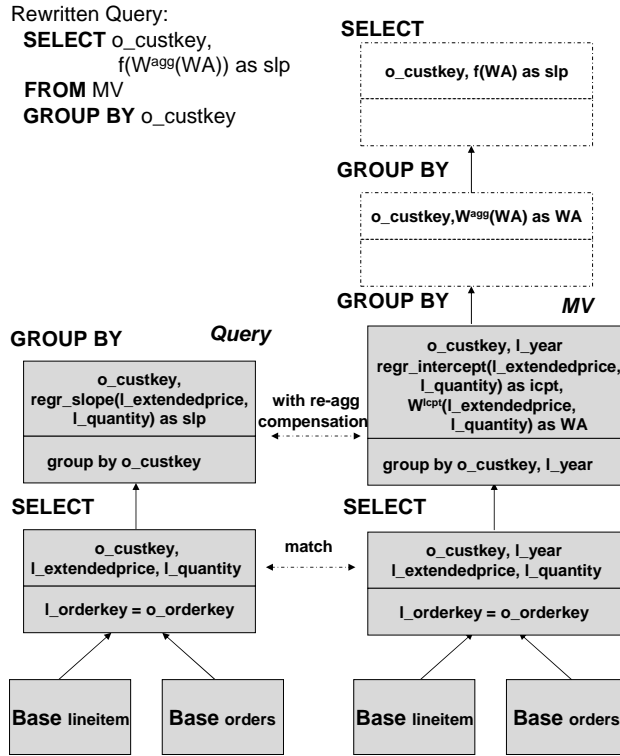 Rewritten Query:
SELECT o_custkey,
f(Wagg(WA)) as slp
FROM MV
GROUP BY o_custkey
SELECT
o_custkey, f(WA) as slp
GROUP BY
o_custkey,Wagg(WA) as WA
GROUP BY
MV
Query
GROUP BY
o_custkey,
regr_slope(l_extendedprice,
l_quantity) as slp
group by o_custkey
with re-agg
compensation
o_custkey, l_year
regr_intercept(l_extendedprice,
l_quantity) as icpt,
WIcpt(l_extendedprice,
l_quantity) as WA
group by o_custkey, l_year
SELECT
o_custkey,
l_extendedprice, l_quantity
l_orderkey = o_orderkey
match
SELECT
o_custkey, l_year
l_extendedprice, l_quantity
l_orderkey = o_orderkey
Base lineitem
Base orders
Base lineitem
Base orders